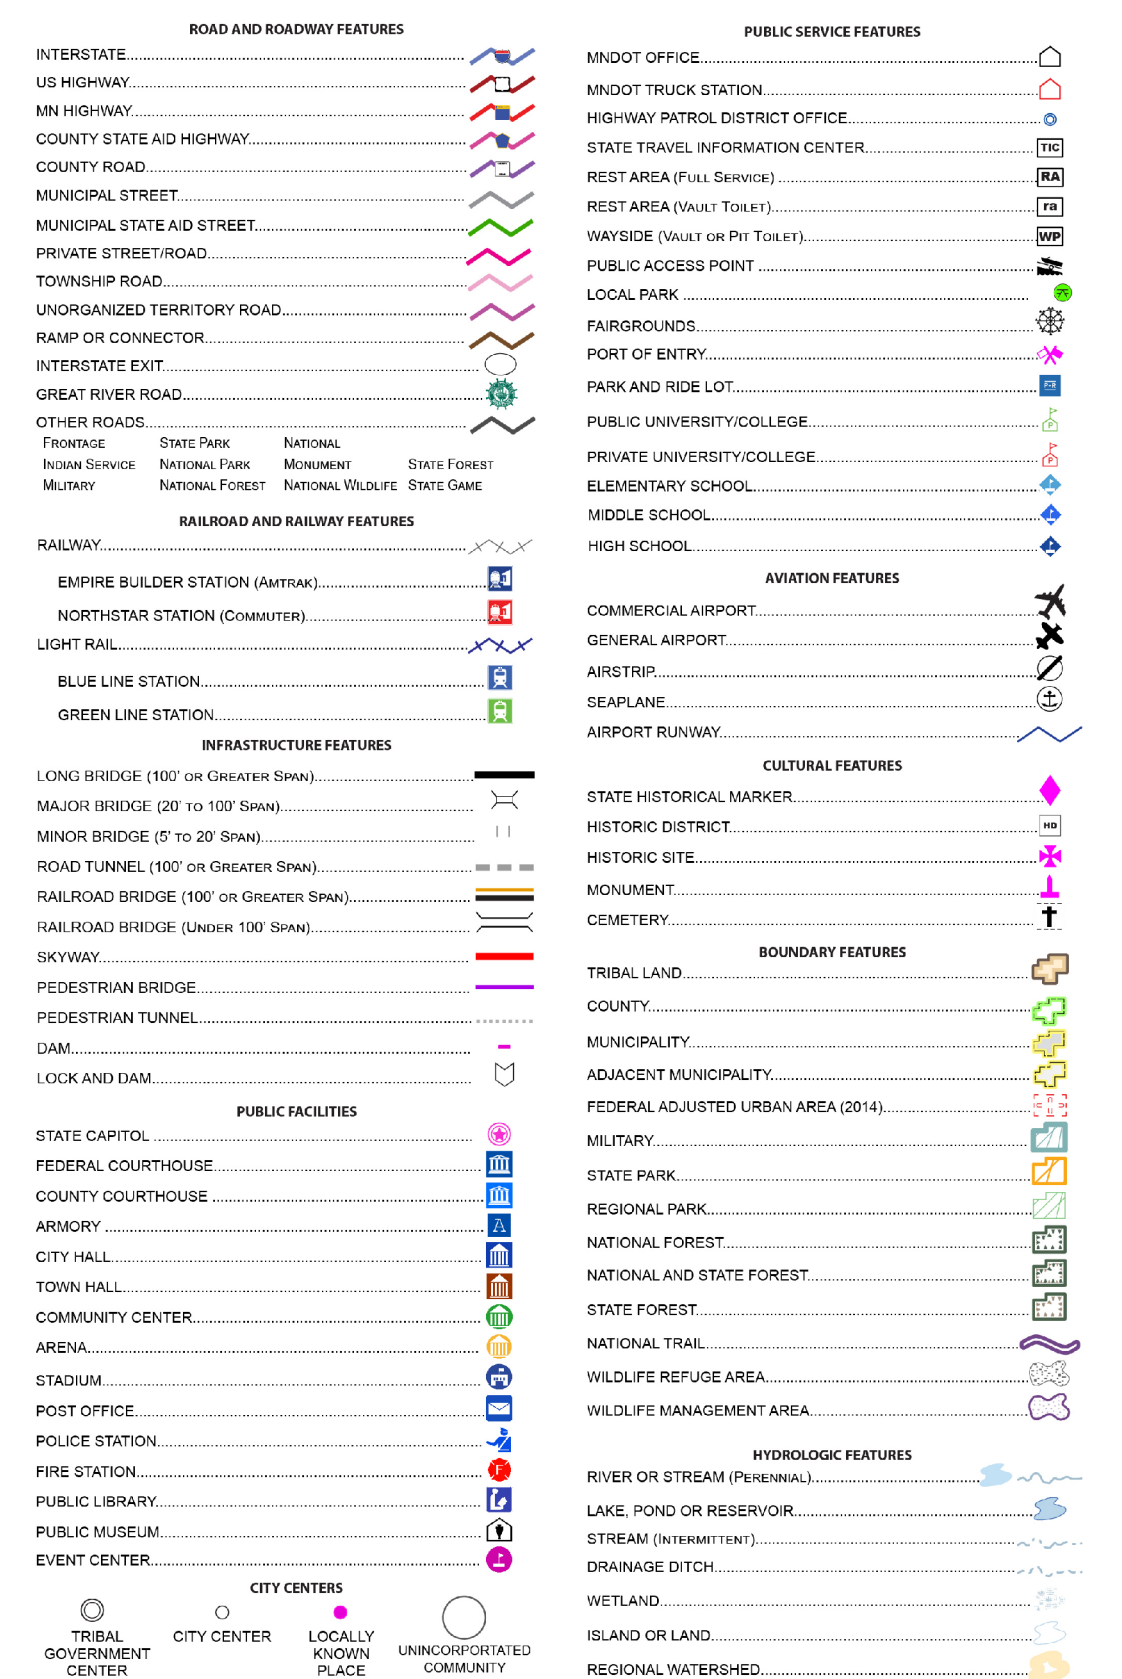 ROAD AND ROADWAY FEATURES
INTERSTATE
US HIGHWAY
MN HIGHWAY
COUNTY STATE AID HIGHWAY
COUNTY ROAD
MUNICIPAL STREET
MUNICIPAL STATE AID STREET
PRIVATE STREET/ROAD
TOWNSHIP ROAD
UNORGANIZED TERRITORY ROAD
RAMP OR CONNECTOR
INTERSTATE EXIT
GREAT RIVER ROAD
OTHER ROADS
FRONTAGE STATE PARK NATIONAL
INDIAN SERVICE NATIONAL PARK MONUMENT STATE FOREST
MILITARY NATIONAL FOREST NATIONAL WILDLIFE STATE GAME
RAILROAD AND RAILWAY FEATURES
RAILWAY
EMPIRE BUILDER STATION (AMTRAK)
NORTHSTAR STATION (COMMUTER)
LIGHT RAIL
BLUE LINE STATION
GREEN LINE STATION
INFRASTRUCTURE FEATURES
LONG BRIDGE (100' OR GREATER SPAN)
MAJOR BRIDGE (20' TO 100' SPAN)
MINOR BRIDGE (5' TO 20' SPAN)
ROAD TUNNEL (100' OR GREATER SPAN)
RAILROAD BRIDGE (100' OR GREATER SPAN)
RAILROAD BRIDGE (UNDER 100' SPAN)
SKYWAY
PEDESTRIAN BRIDGE
PEDESTRIAN TUNNEL
DAM
LOCK AND DAM
PUBLIC FACILITIES
STATE CAPITOL
FEDERAL COURTHOUSE
COUNTY COURTHOUSE
ARMORY A
CITY HALL
TOWN HALL
COMMUNITY CENTER
ARENA
STADIUM
POST OFFICE
POLICE STATION
FIRE STATION F
PUBLIC LIBRARY
PUBLIC MUSEUM
EVENT CENTER
CITY CENTERS
TRIBAL GOVERNMENT CENTER
CITY CENTER
LOCALLY KNOWN PLACE
UNINCORPORTATED COMMUNITY
PUBLIC SERVICE FEATURES
MNDOT OFFICE
MNDOT TRUCK STATION
HIGHWAY PATROL DISTRICT OFFICE
STATE TRAVEL INFORMATION CENTER TIC
REST AREA (FULL SERVICE) RA
REST AREA (VAULT TOILET) ra
WAYSIDE (VAULT OR PIT TOILET) WP
PUBLIC ACCESS POINT
LOCAL PARK
FAIRGROUNDS
PORT OF ENTRY
PARK AND RIDE LOT P+R
PUBLIC UNIVERSITY/COLLEGE P
PRIVATE UNIVERSITY/COLLEGE P
ELEMENTARY SCHOOL
MIDDLE SCHOOL
HIGH SCHOOL
AVIATION FEATURES
COMMERCIAL AIRPORT
GENERAL AIRPORT
AIRSTRIP
SEAPLANE
AIRPORT RUNWAY
CULTURAL FEATURES
STATE HISTORICAL MARKER
HISTORIC DISTRICT HD
HISTORIC SITE
MONUMENT
CEMETERY
BOUNDARY FEATURES
TRIBAL LAND
COUNTY
MUNICIPALITY
ADJACENT MUNICIPALITY
FEDERAL ADJUSTED URBAN AREA (2014)
MILITARY
STATE PARK
REGIONAL PARK
NATIONAL FOREST
NATIONAL AND STATE FOREST
STATE FOREST
NATIONAL TRAIL
WILDLIFE REFUGE AREA
WILDLIFE MANAGEMENT AREA
HYDROLOGIC FEATURES
RIVER OR STREAM (PERENNIAL)
LAKE, POND OR RESERVOIR
STREAM (INTERMITTENT)
DRAINAGE DITCH
WETLAND
ISLAND OR LAND
REGIONAL WATERSHED